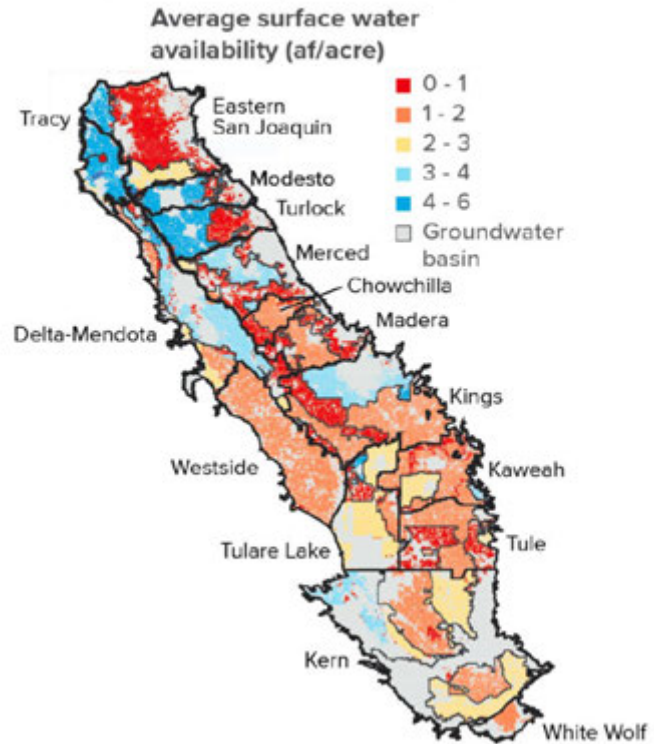 Average surface water
availability (af/acre)
0 - 1
1 - 2
2 - 3
3 - 4
4 - 6
Groundwater
basin
Tracy
Eastern
San Joaquin
Modesto
Turlock
Merced
Chowchilla
Madera
Delta-Mendota
Kings
Westside
Kaweah
Tulare Lake
Tule
Kern
White Wolf